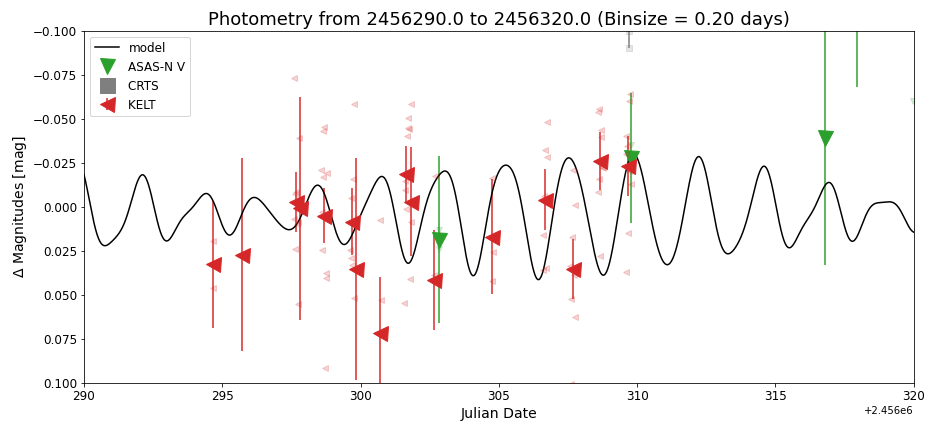 Photometry from 2456290.0 to 2456320.0 (Binsize = 0.20 days)
−0.100
−0.075
−0.050
−0.025
0.000
0.025
0.050
0.075
0.100
Δ Magnitudes [mag]
model
ASAS-N V
CRTS
KELT
290
295
300
305
310
315
320
Julian Date
+2.456e6